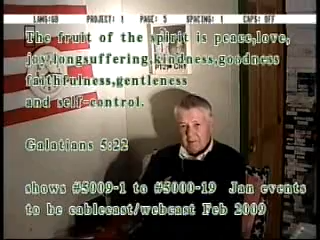 LANG:GB PROJECT: 1 PAGE: 5 SPACING: 1 CAPS: OFF
The fruit of the spirit is peace,love,
joy,longsuffering,kindness,goodness
faithfulness,gentleness
and self-control.
Galatians 5:22
shows #5009-1 to #5000-19 Jan events
to be cablecast/webcast Feb 2009